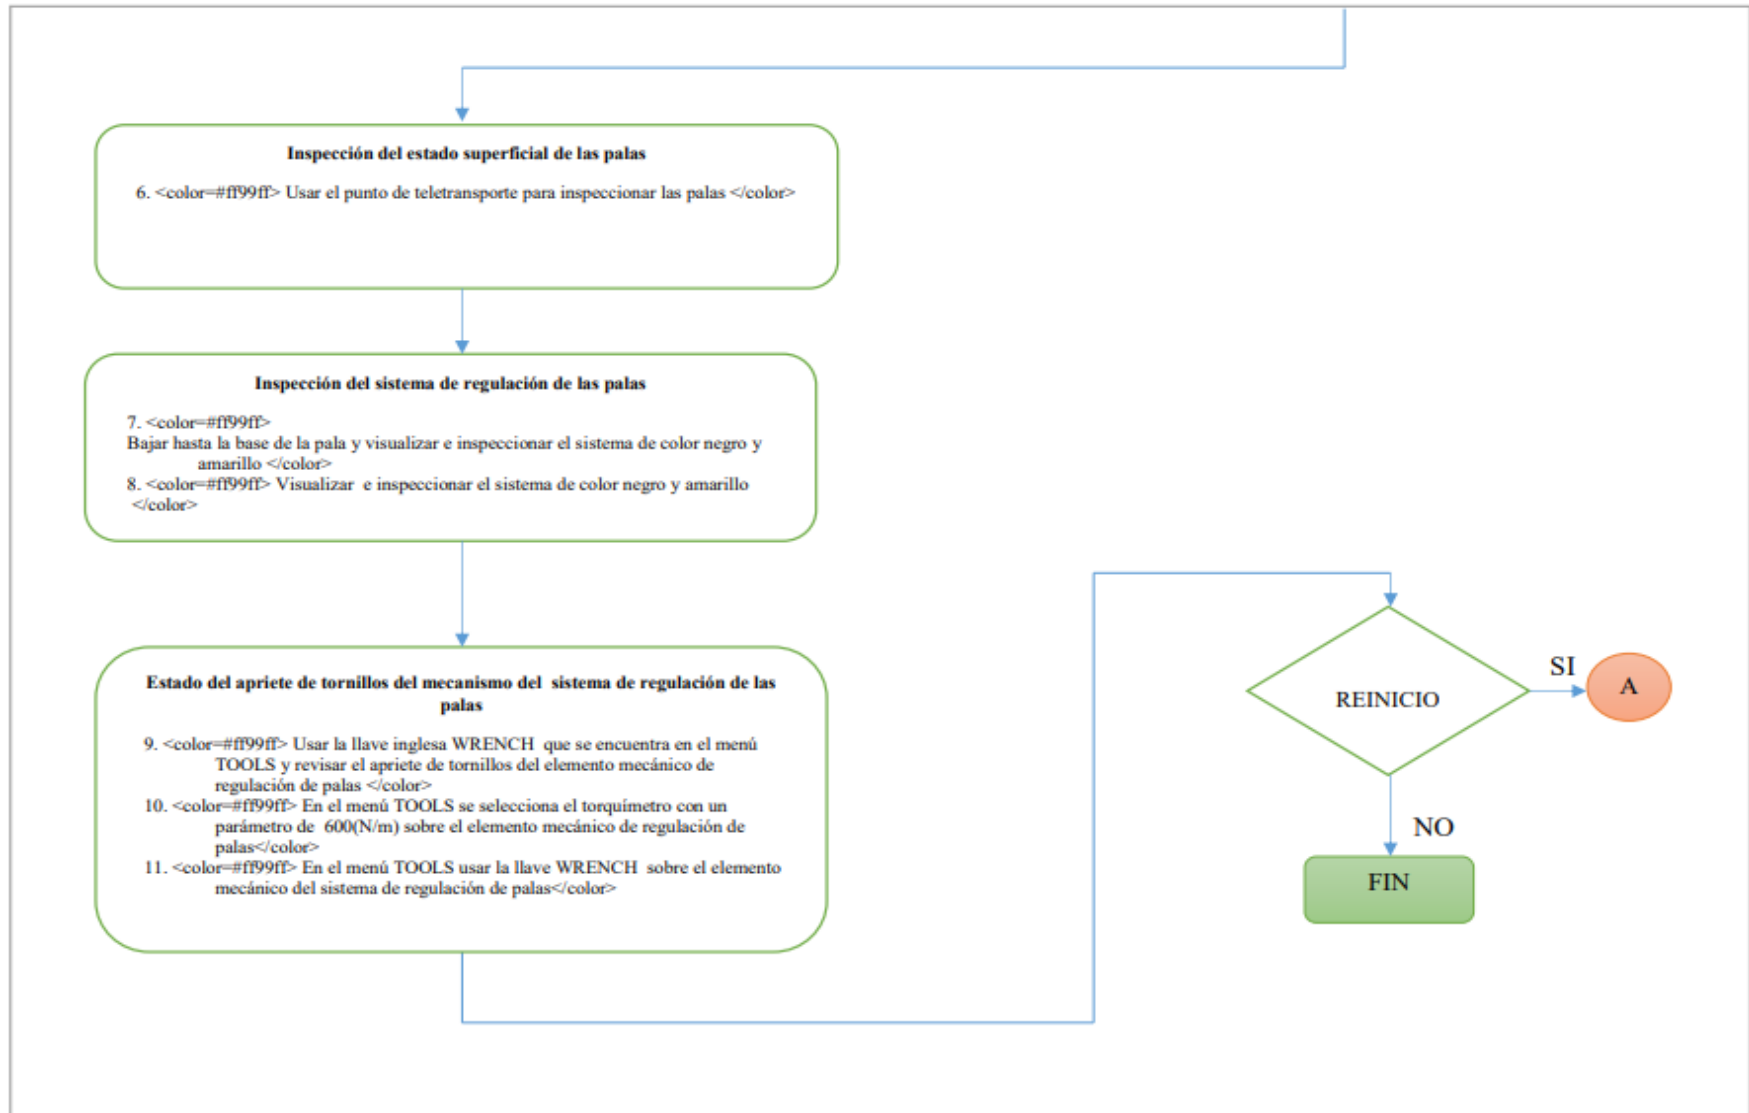 Inspección del estado superficial de las palas
6. <color=#ff99ff> Usar el punto de teletransporte para inspeccionar las palas </color>
Inspección del sistema de regulación de las palas
7. <color=#ff99ff>
Bajar hasta la base de la pala y visualizar e inspeccionar el sistema de color negro y
amarillo </color>
8. <color=#ff99ff> Visualizar e inspeccionar el sistema de color negro y amarillo
</color>
Estado del apriete de tornillos del mecanismo del sistema de regulación de las
palas
9. <color=#ff99ff> Usar la llave inglesa WRENCH que se encuentra en el menú
TOOLS y revisar el apriete de tornillos del elemento mecánico de
regulación de palas </color>
10. <color=#ff99ff> En el menú TOOLS se selecciona el torquímetro con un
parámetro de 600(N/m) sobre el elemento mecánico de regulación de
palas</color>
11. <color=#ff99ff> En el menú TOOLS usar la llave WRENCH sobre el elemento
mecánico del sistema de regulación de palas</color>
REINICIO
SI
A
NO
FIN